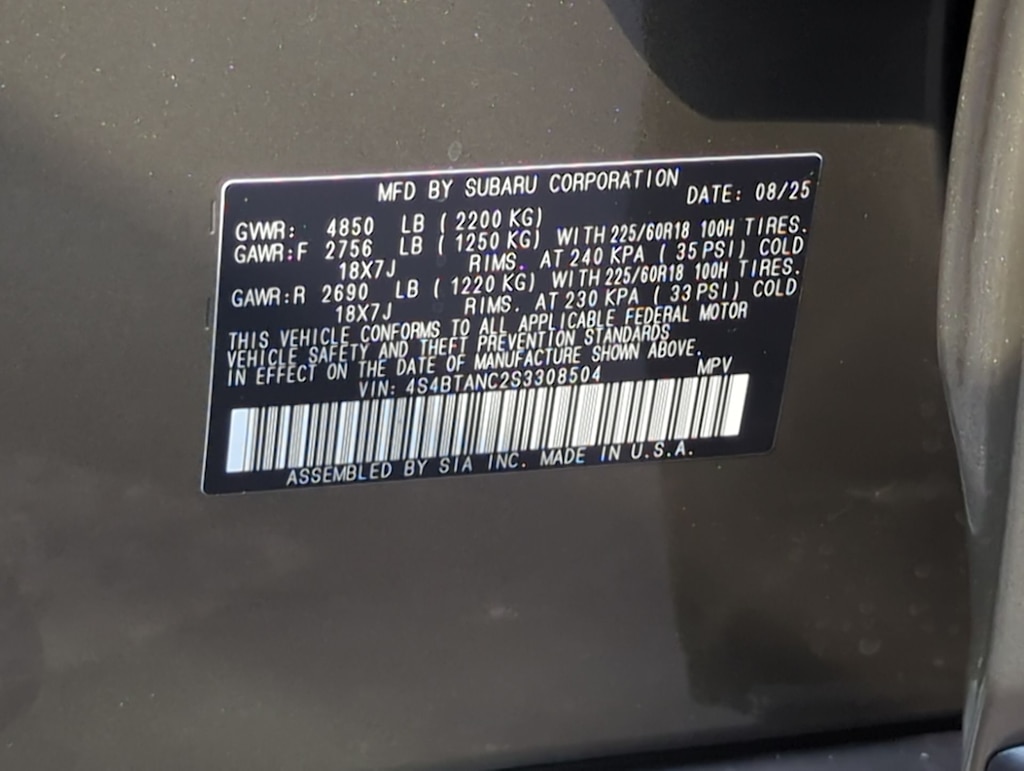 MFD BY SUBARU CORPORATION DATE: 08/25
GVWR: 4850 LB (2200 KG)
GAWR:F 2756 LB (1250 KG) WITH 225/60R18 100H TIRES.
18X7J RIMS. AT 240 KPA (35 PSI) COLD
GAWR:R 2690 LB (1220 KG) WITH 225/60R18 100H TIRES.
18X7J RIMS. AT 230 KPA (33 PSI) COLD
THIS VEHICLE CONFORMS TO ALL APPLICABLE FEDERAL MOTOR
VEHICLE SAFETY AND THEFT PREVENTION STANDARDS
IN EFFECT ON THE DATE OF MANUFACTURE SHOWN ABOVE.
VIN: 4S4BTANC2S3308504 MPV
ASSEMBLED BY SIA INC. MADE IN U.S.A.